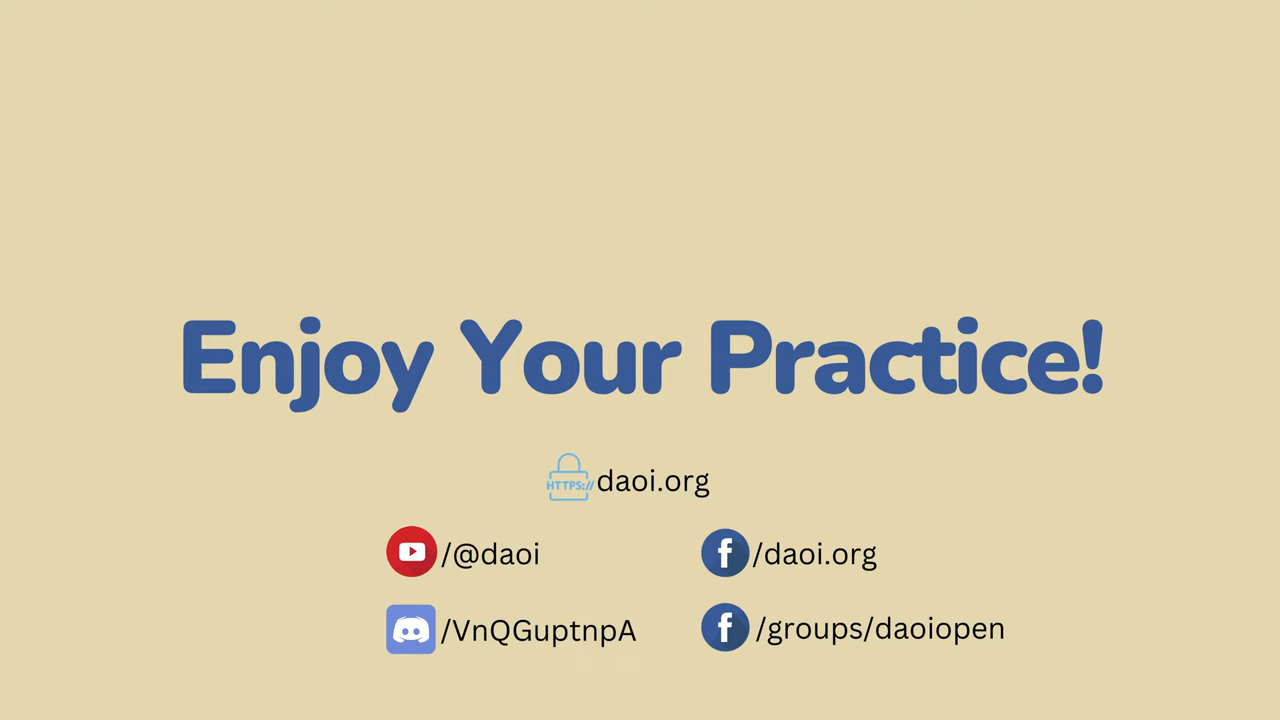 Enjoy Your Practice!
HTTPS:// daoi.org
/@daoi
/daoi.org
/VnQGuptnpA
/groups/daoiopen